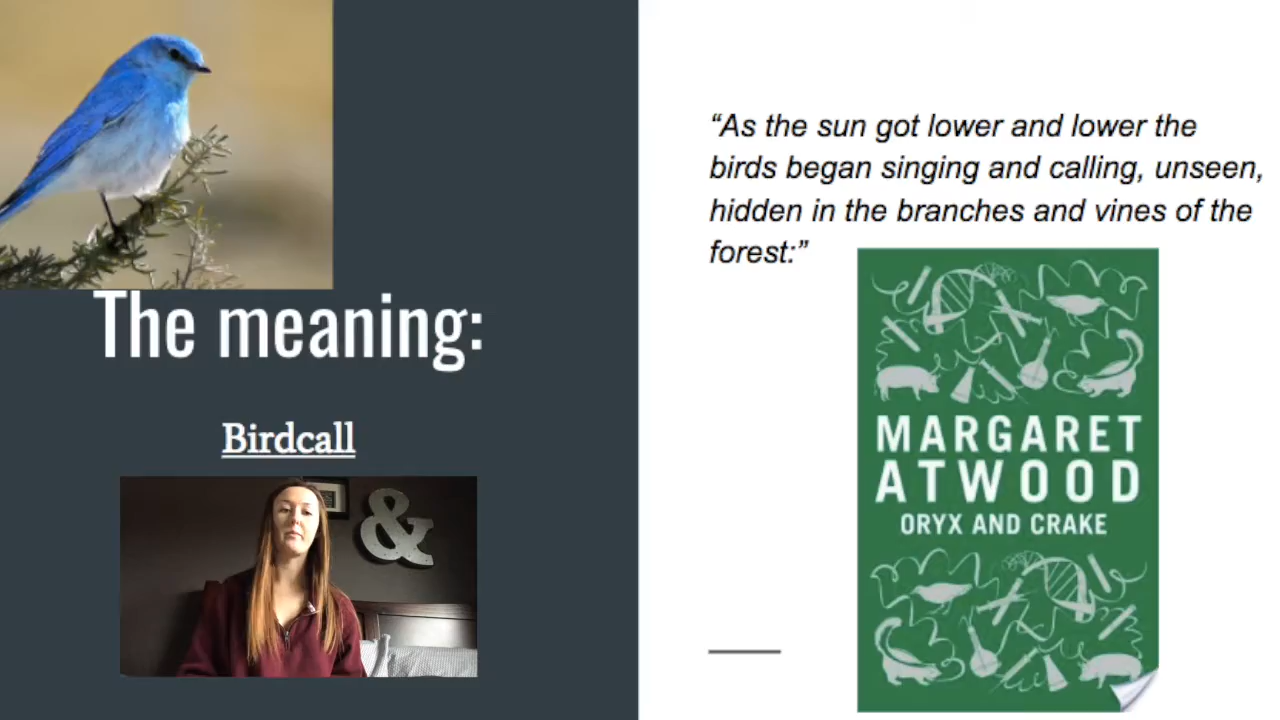 The meaning:
Birdcall
&
“As the sun got lower and lower the
birds began singing and calling, unseen,
hidden in the branches and vines of the
forest:”
MARGARET
ATWOOD
ORYX AND CRAKE